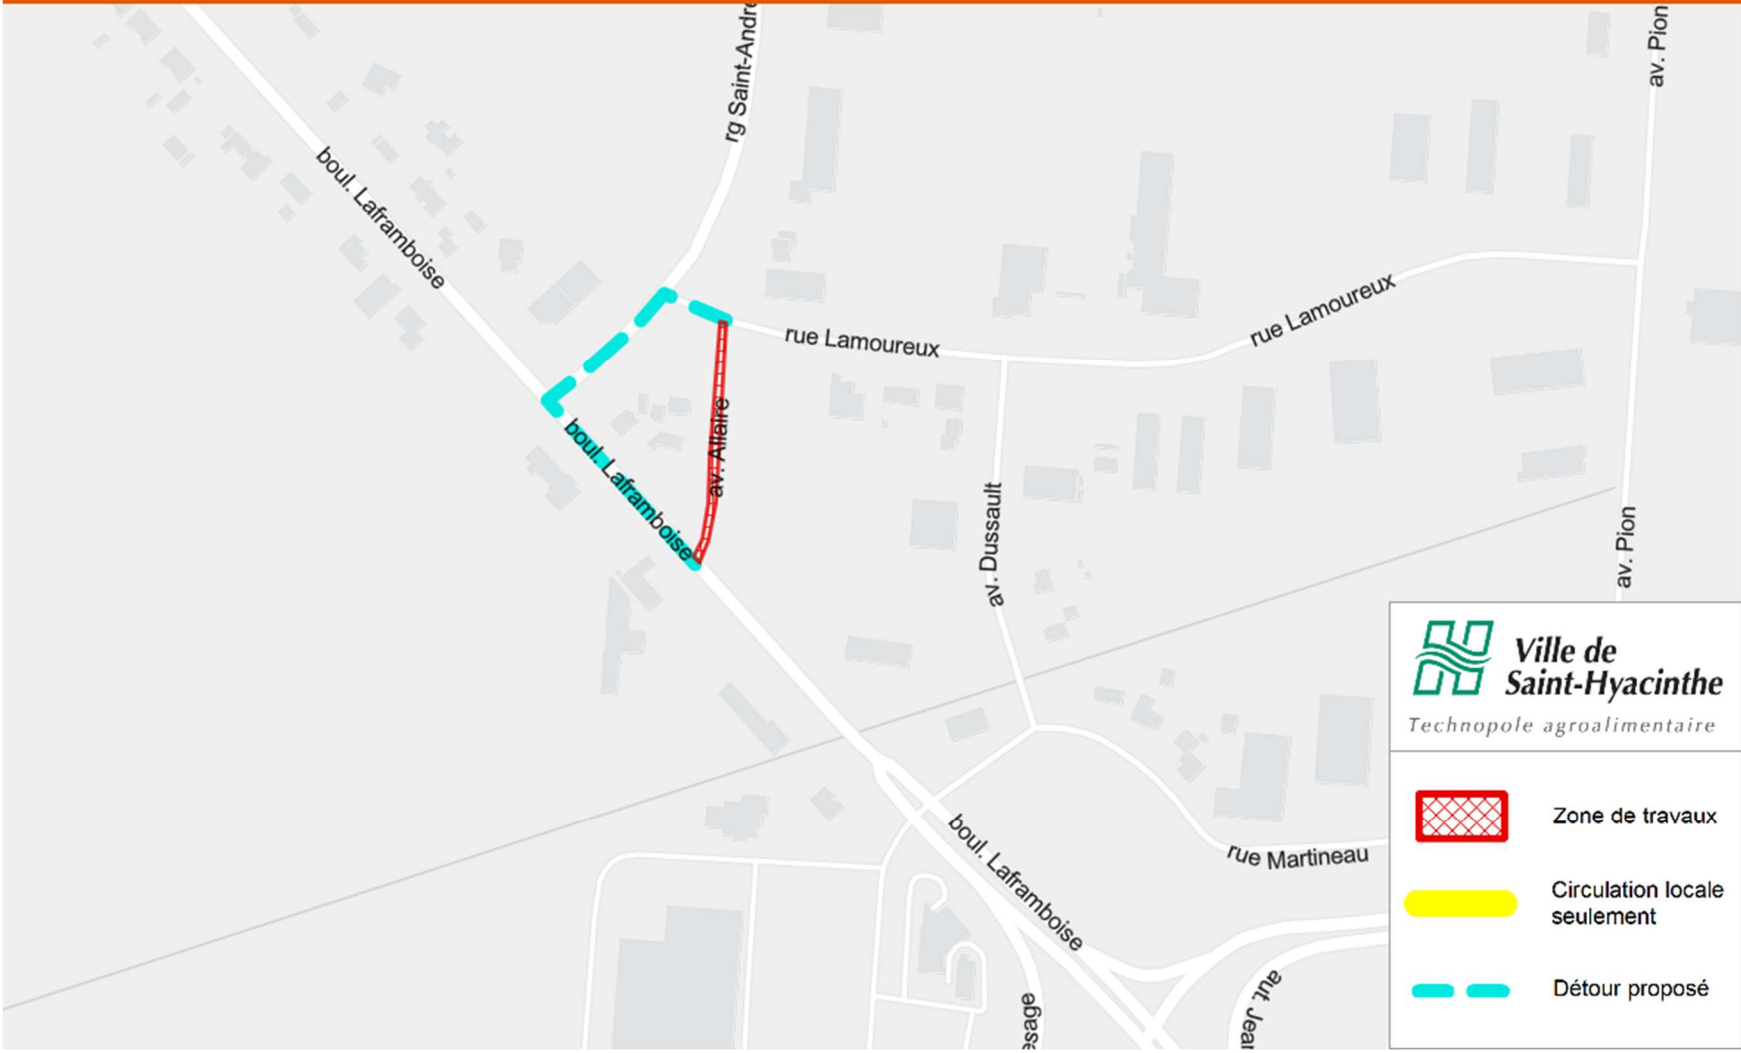 rg Saint-André
av. Pion
boul. Laframboise
rue Lamoureux
rue Lamoureux
av. Allaire
boul. Laframboise
av. Dussault
av. Pion
boul. Laframboise
rue Martineau
aut. Jean
Ville de
Saint-Hyacinthe
Technopole agroalimentaire
Zone de travaux
Circulation locale
seulement
Détour proposé